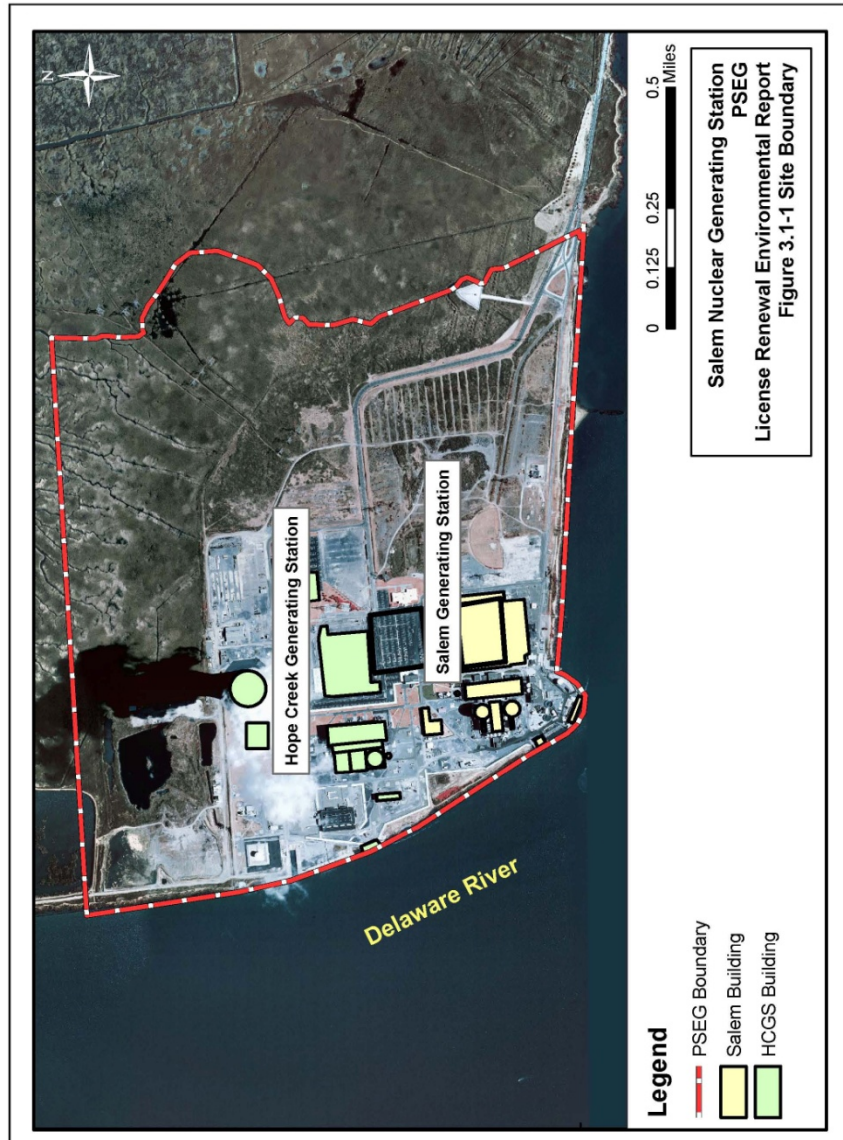 N
Hope Creek Generating Station
Salem Generating Station
Delaware River
Legend
PSEG Boundary
Salem Building
HCGS Building
0 0.125 0.25 0.5
Miles
Salem Nuclear Generating Station
PSEG
License Renewal Environmental Report
Figure 3.1-1 Site Boundary